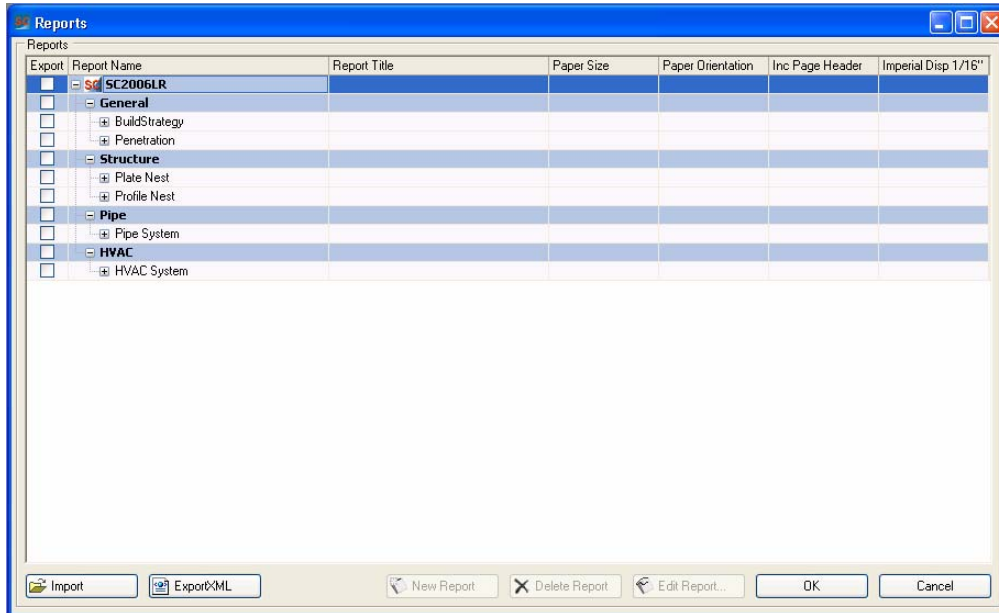 SC Reports
Reports
Export Report Name Report Title Paper Size Paper Orientation Inc Page Header Imperial Disp 1/16"
SC SC2006LR
General
BuildStrategy
Penetration
Structure
Plate Nest
Profile Nest
Pipe
Pipe System
HVAC
HVAC System
Import ExportXML New Report Delete Report Edit Report... OK Cancel